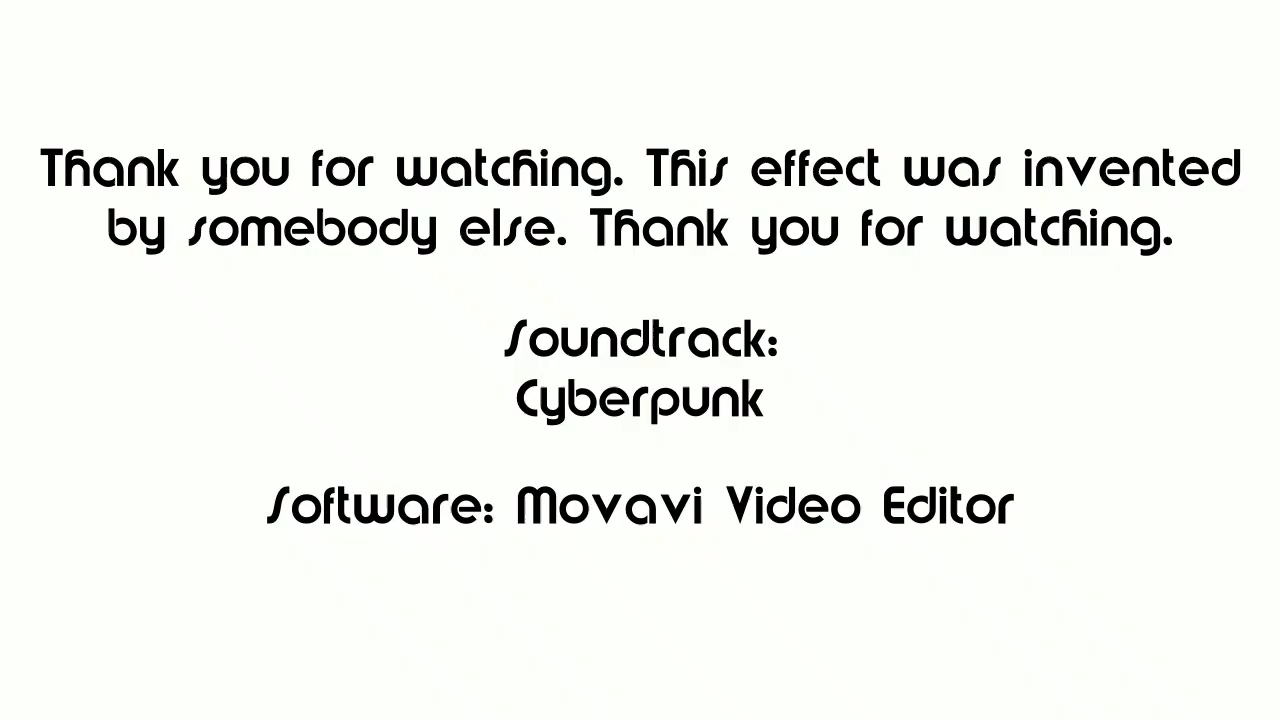 Thank you for watching. This effect was invented
by somebody else. Thank you for watching.
Soundtrack:
Cyberpunk
Software: Movavi Video Editor